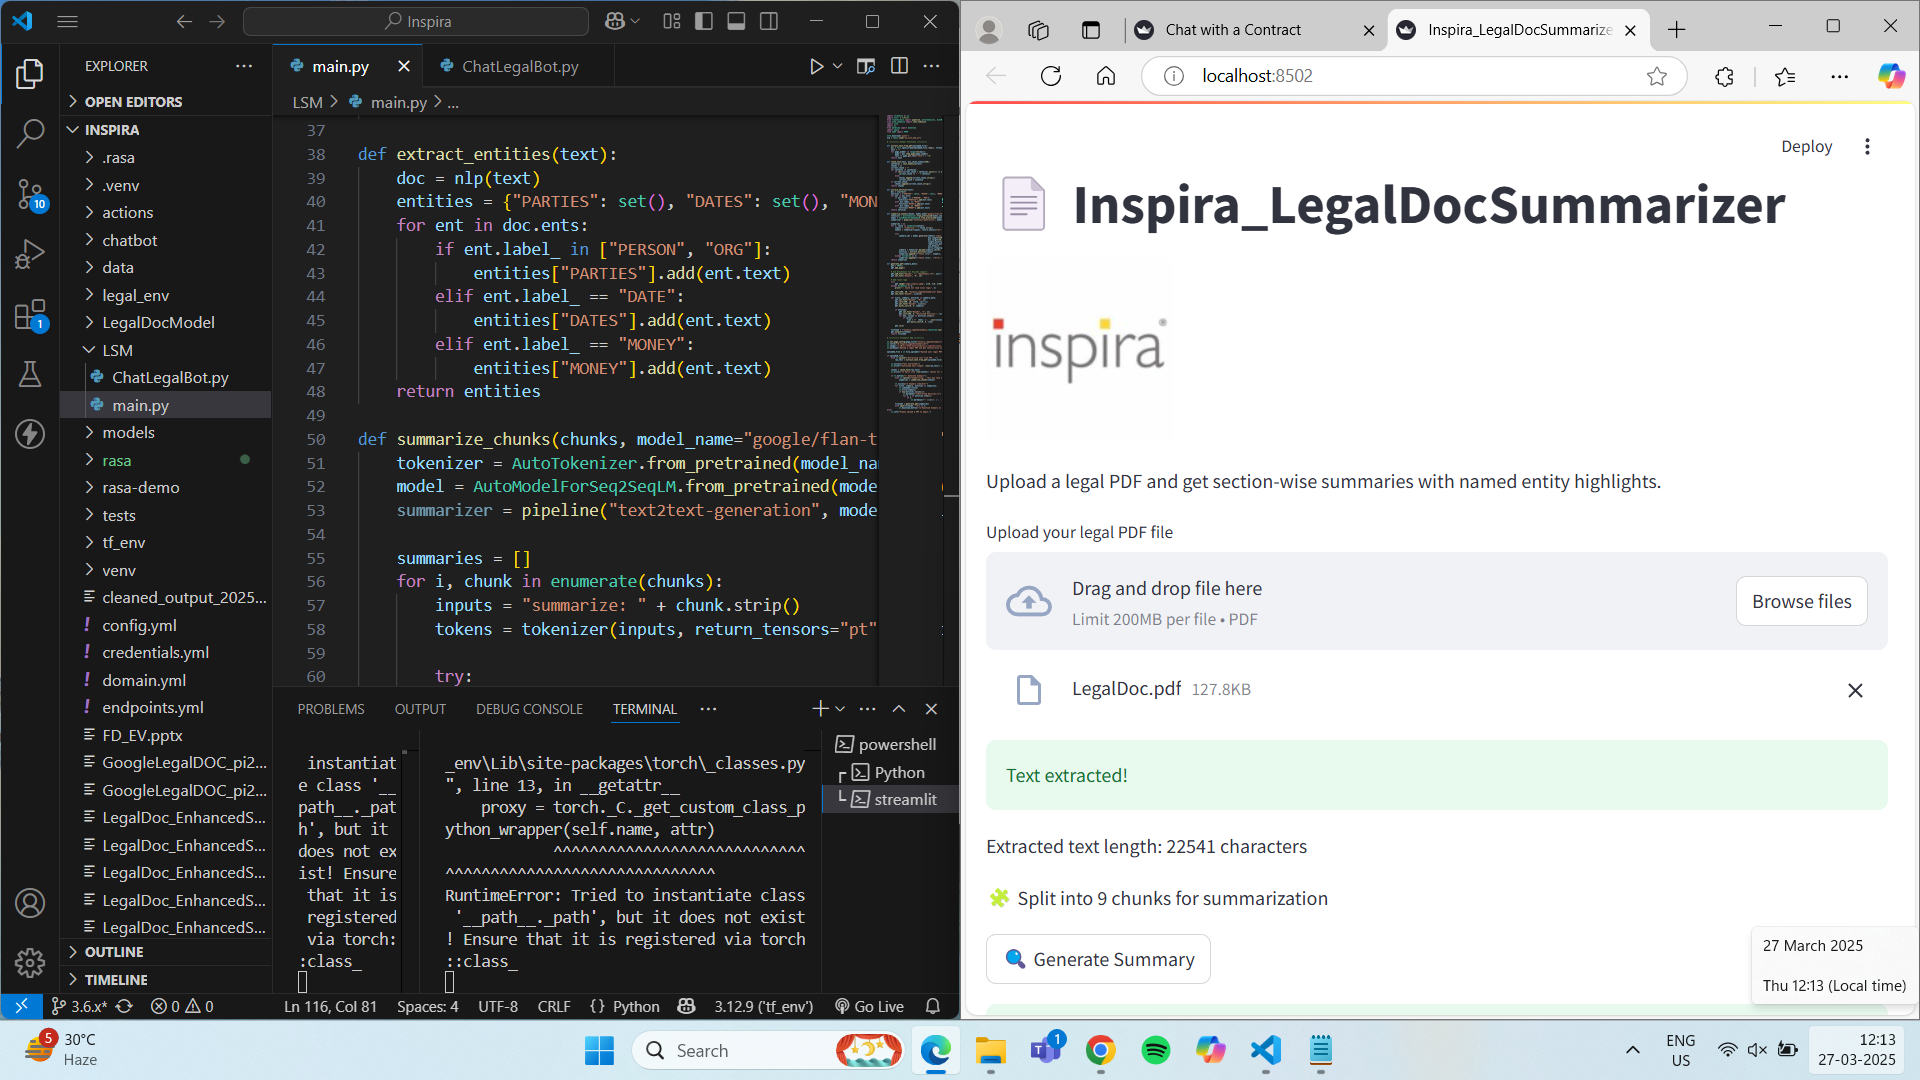 Inspira
EXPLORER
OPEN EDITORS
INSPIRA
.rasa
.venv
actions
chatbot
data
legal_env
LegalDocModel
LSM
ChatLegalBot.py
main.py
models
rasa
rasa-demo
tests
tf_env
venv
cleaned_output_2025...
config.yml
credentials.yml
domain.yml
endpoints.yml
FD_EV.pptx
GoogleLegalDOC_pi2...
GoogleLegalDOC_pi2...
LegalDoc_EnhancedS...
LegalDoc_EnhancedS...
LegalDoc_EnhancedS...
LegalDoc_EnhancedS...
LegalDoc_EnhancedS...
OUTLINE
TIMELINE
10
1
main.py
ChatLegalBot.py
LSM > main.py > ...
37
38 def extract_entities(text):
39 doc = nlp(text)
40 entities = {"PARTIES": set(), "DATES": set(), "MON
41 for ent in doc.ents:
42 if ent.label_ in ["PERSON", "ORG"]:
43 entities["PARTIES"].add(ent.text)
44 elif ent.label_ == "DATE":
45 entities["DATES"].add(ent.text)
46 elif ent.label_ == "MONEY":
47 entities["MONEY"].add(ent.text)
48 return entities
49
50 def summarize_chunks(chunks, model_name="google/flan-t
51 tokenizer = AutoTokenizer.from_pretrained(model_na
52 model = AutoModelForSeq2SeqLM.from_pretrained(mode
53 summarizer = pipeline("text2text-generation", mode
54
55 summaries = []
56 for i, chunk in enumerate(chunks):
57 inputs = "summarize: " + chunk.strip()
58 tokens = tokenizer(inputs, return_tensors="pt"
59
60 try:
PROBLEMS OUTPUT DEBUG CONSOLE TERMINAL
instantiat
e class '__
path__._pat
h', but it
does not ex
ist! Ensure
that it is
registered
via torch:
:class_
_env\Lib\site-packages\torch\_classes.py
", line 13, in __getattr__
proxy = torch._C._get_custom_class_p
ython_wrapper(self.name, attr)
^^^^^^^^^^^^^^^^^^^^^^^^^^
^^^^^^^^^^^^^^^^^^^^^^^^^^^^
RuntimeError: Tried to instantiate class
'__path__._path', but it does not exist
! Ensure that it is registered via torch
::class_
powershell
Python
streamlit
3.6.x* 0 0 Ln 116, Col 81 Spaces: 4 UTF-8 CRLF {} Python 3.12.9 ('tf_env') Go Live
Chat with a Contract
Inspira_LegalDocSummarize
localhost:8502
Deploy
Inspira_LegalDocSummarizer
inspira®
Upload a legal PDF and get section-wise summaries with named entity highlights.
Upload your legal PDF file
Drag and drop file here
Limit 200MB per file • PDF
Browse files
LegalDoc.pdf 127.8KB
Text extracted!
Extracted text length: 22541 characters
Split into 9 chunks for summarization
Generate Summary
27 March 2025
Thu 12:13 (Local time)
5
30°C
Haze
Search
1
ENG
US
12:13
27-03-2025